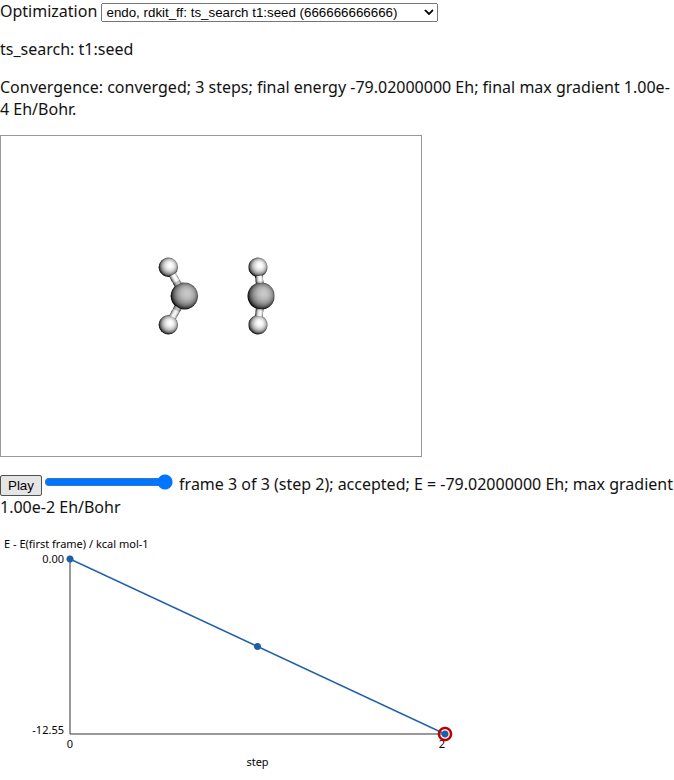 Optimization endo, rdkit_ff: ts_search t1:seed (666666666666)
ts_search: t1:seed
Convergence: converged; 3 steps; final energy -79.02000000 Eh; final max gradient 1.00e-
4 Eh/Bohr.
Play frame 3 of 3 (step 2); accepted; E = -79.02000000 Eh; max gradient
1.00e-2 Eh/Bohr
E - E(first frame) / kcal mol-1
0.00
-12.55
0 2
step